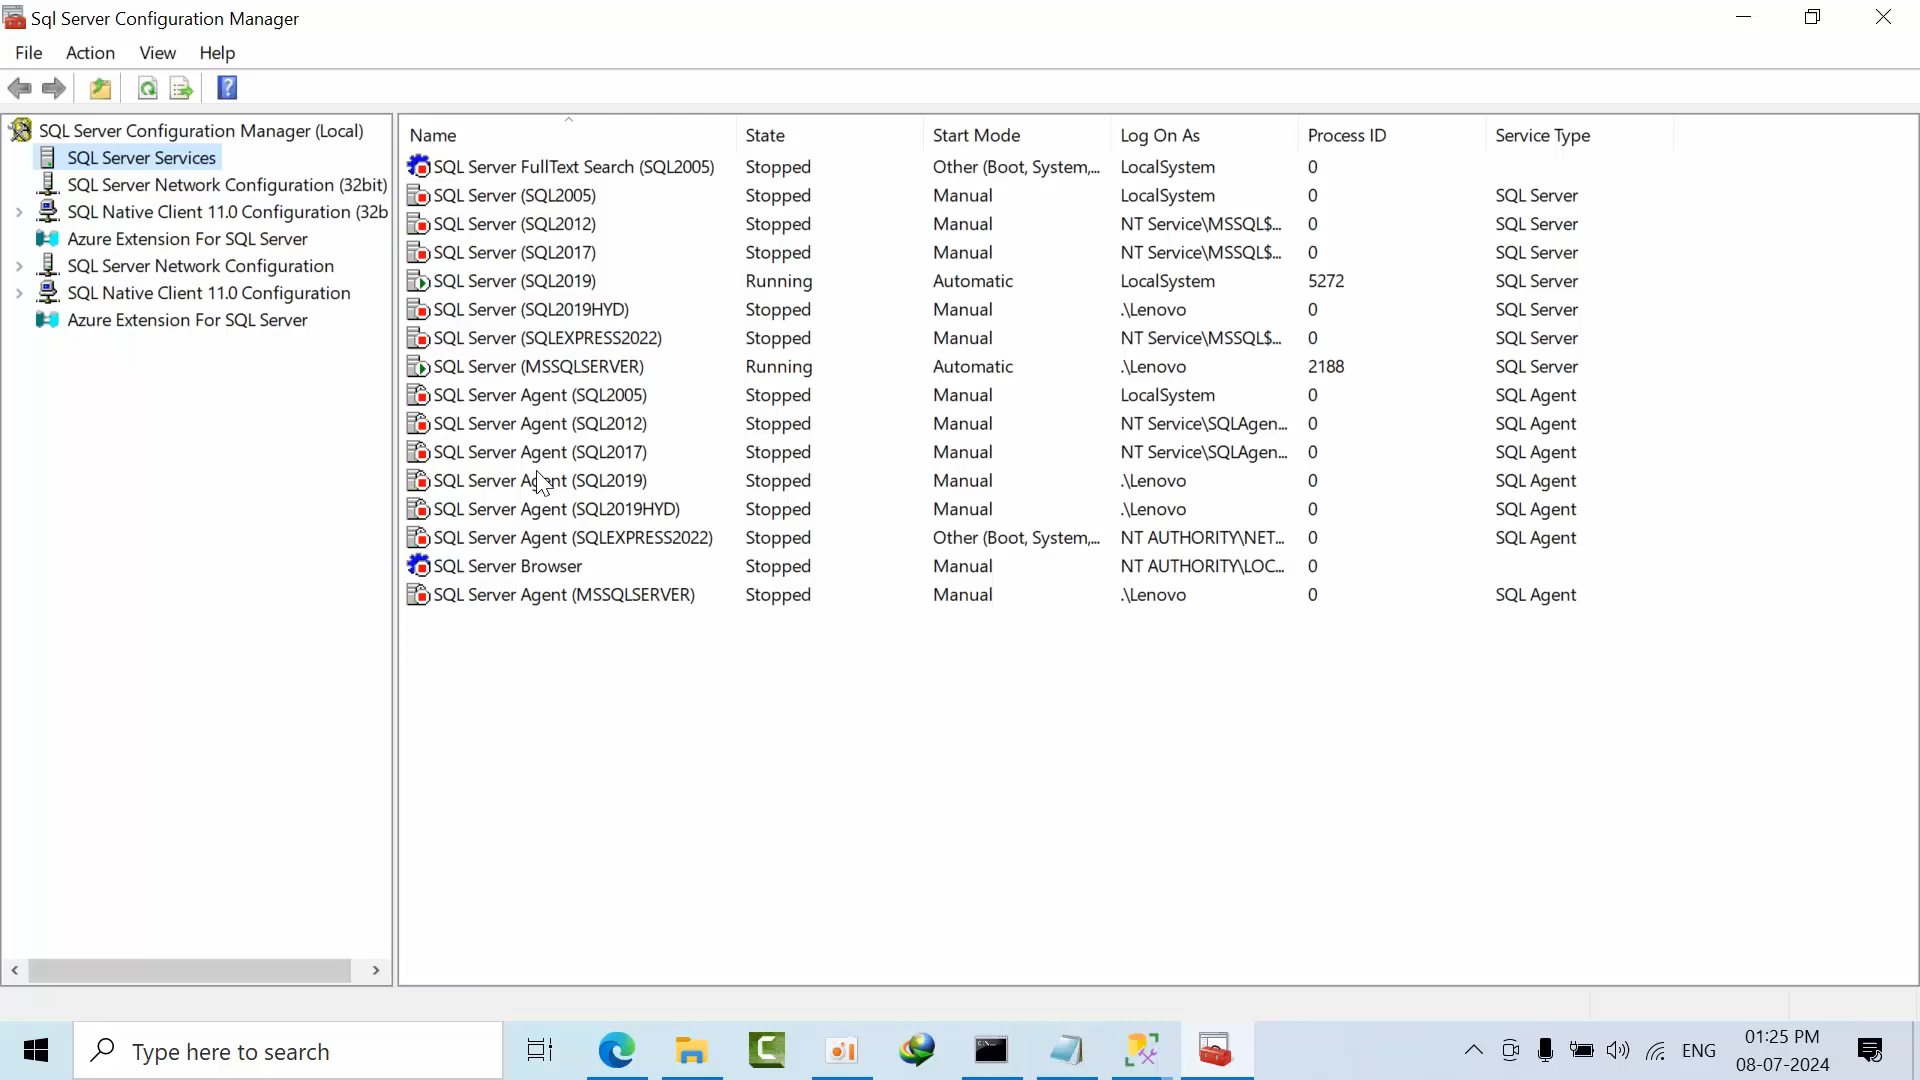 Sql Server Configuration Manager
File Action View Help
SQL Server Configuration Manager (Local)
SQL Server Services
SQL Server Network Configuration (32bit)
SQL Native Client 11.0 Configuration (32b
Azure Extension For SQL Server
SQL Server Network Configuration
SQL Native Client 11.0 Configuration
Azure Extension For SQL Server
Name State Start Mode Log On As Process ID Service Type
SQL Server FullText Search (SQL2005) Stopped Other (Boot, System,... LocalSystem 0
SQL Server (SQL2005) Stopped Manual LocalSystem 0 SQL Server
SQL Server (SQL2012) Stopped Manual NT Service\MSSQL$... 0 SQL Server
SQL Server (SQL2017) Stopped Manual NT Service\MSSQL$... 0 SQL Server
SQL Server (SQL2019) Running Automatic LocalSystem 5272 SQL Server
SQL Server (SQL2019HYD) Stopped Manual .\Lenovo 0 SQL Server
SQL Server (SQLEXPRESS2022) Stopped Manual NT Service\MSSQL$... 0 SQL Server
SQL Server (MSSQLSERVER) Running Automatic .\Lenovo 2188 SQL Server
SQL Server Agent (SQL2005) Stopped Manual LocalSystem 0 SQL Agent
SQL Server Agent (SQL2012) Stopped Manual NT Service\SQLAgen... 0 SQL Agent
SQL Server Agent (SQL2017) Stopped Manual NT Service\SQLAgen... 0 SQL Agent
SQL Server Agent (SQL2019) Stopped Manual .\Lenovo 0 SQL Agent
SQL Server Agent (SQL2019HYD) Stopped Manual .\Lenovo 0 SQL Agent
SQL Server Agent (SQLEXPRESS2022) Stopped Other (Boot, System,... NT AUTHORITY\NET... 0 SQL Agent
SQL Server Browser Stopped Manual NT AUTHORITY\LOC... 0
SQL Server Agent (MSSQLSERVER) Stopped Manual .\Lenovo 0 SQL Agent
Type here to search
ENG
01:25 PM
08-07-2024